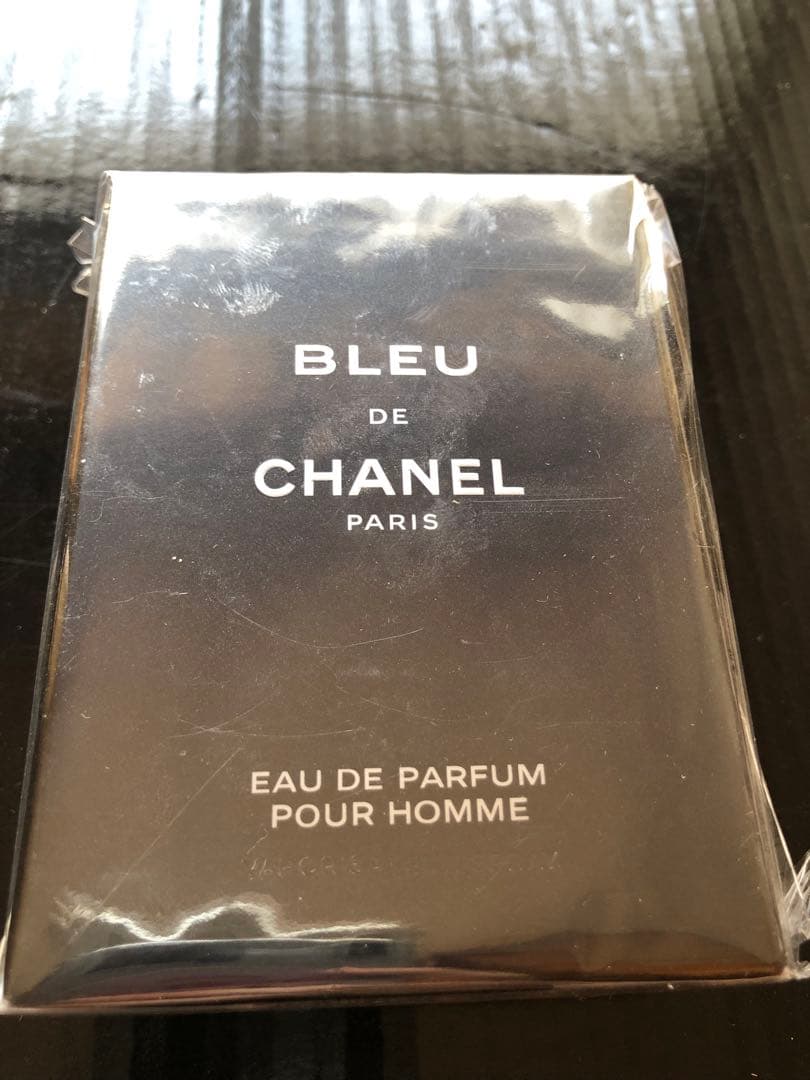 BLEU
DE
CHANEL
PARIS
EAU DE PARFUM
POUR HOMME